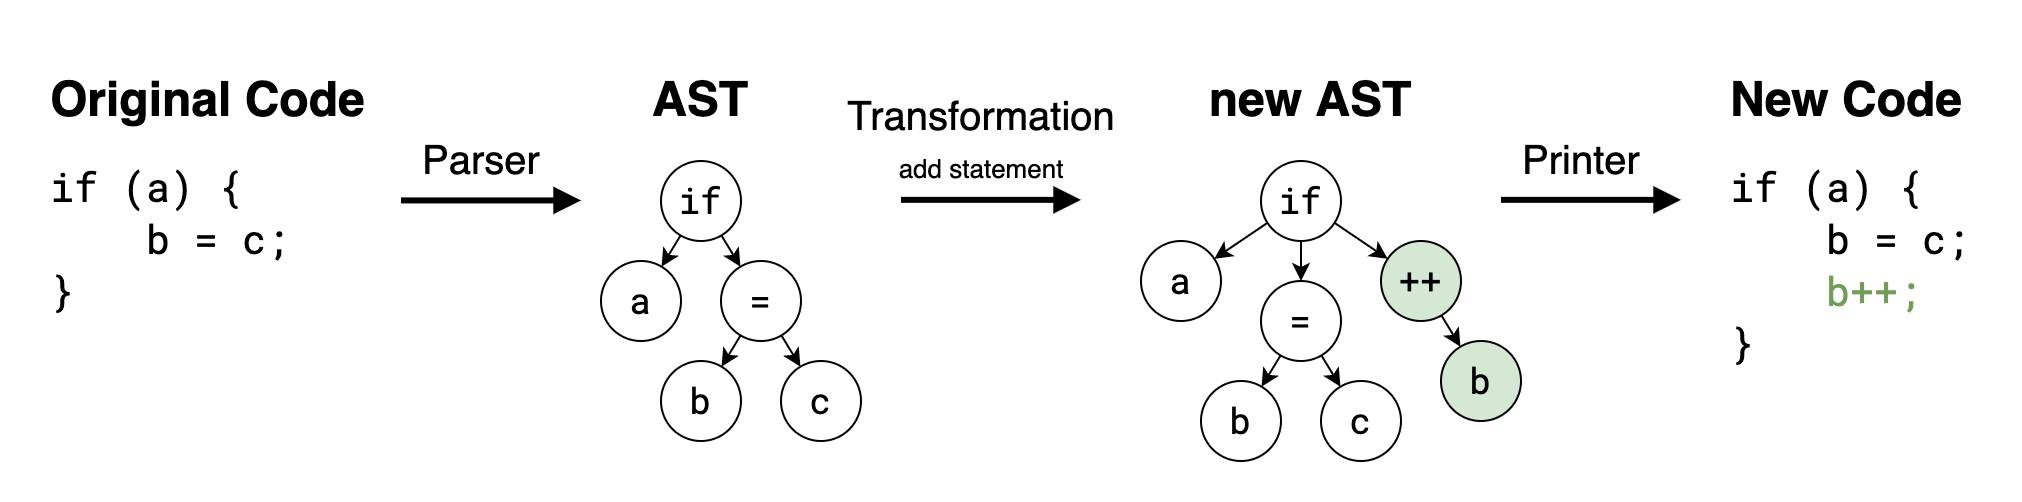 Original Code
if (a) {
    b = c;
}
Parser
AST
if
a
=
b
c
Transformation
add statement
new AST
if
a
=
++
b
c
b
Printer
New Code
if (a) {
    b = c;
    b++;
}